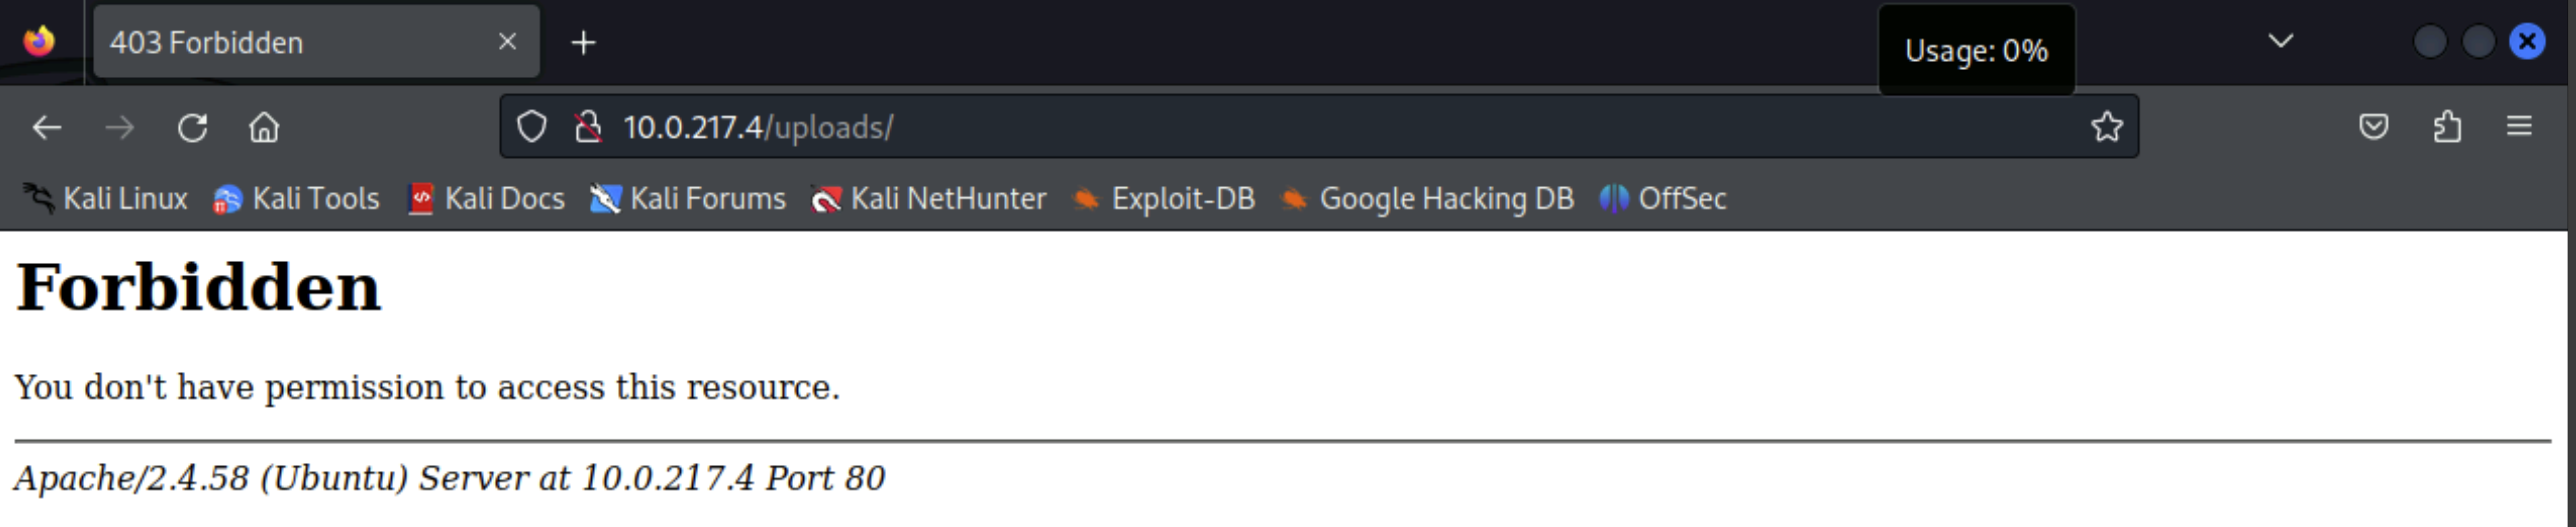 403 Forbidden
Usage: 0%
10.0.217.4/uploads/
Kali Linux Kali Tools Kali Docs Kali Forums Kali NetHunter Exploit-DB Google Hacking DB OffSec
Forbidden
You don't have permission to access this resource.
Apache/2.4.58 (Ubuntu) Server at 10.0.217.4 Port 80